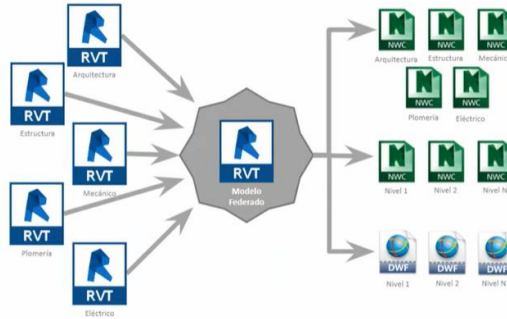 RVT
Arquitectura
RVT
Estructura
RVT
Mecánico
RVT
Plomería
RVT
Eléctrico
RVT
Modelo
Federado
NWC
NWC
NWC
Arquitectura
Estructura
NWC
NWC
Plomería
Eléctrico
NWC
NWC
NWC
Nivel 1
Nivel 2
Nivel N
DWF
DWF
DWF
Nivel 1
Nivel 2
Nivel N